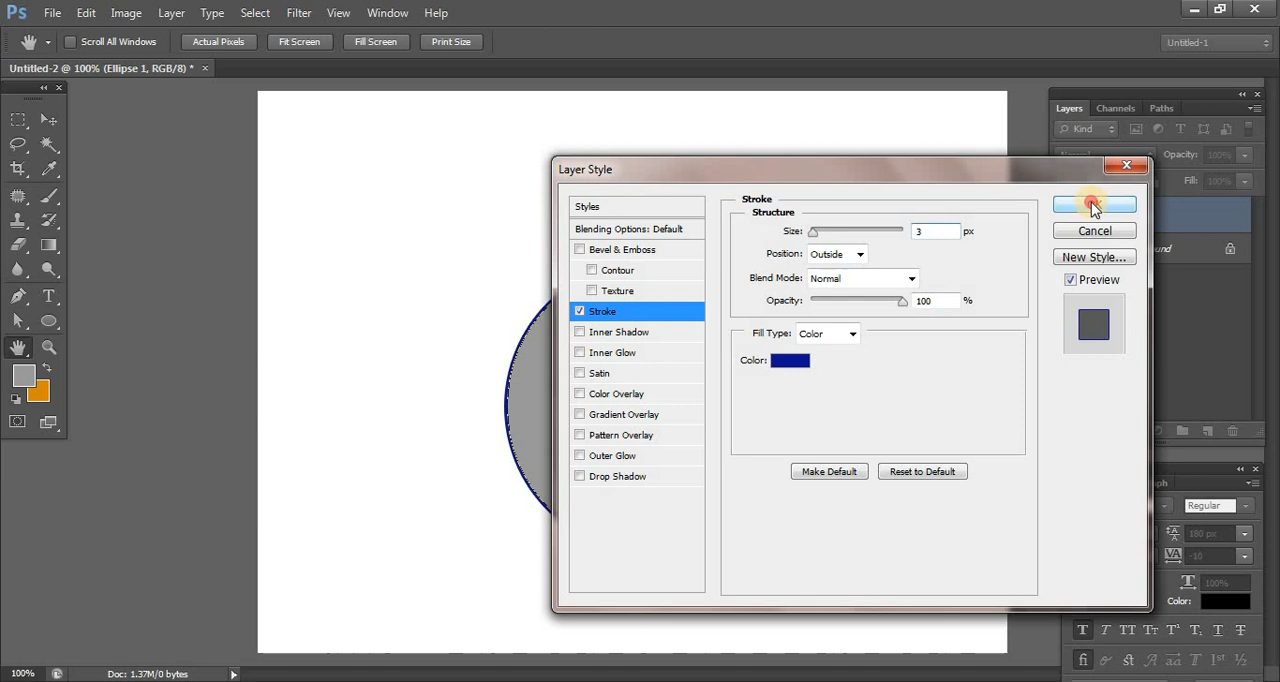 Ps File Edit Image Layer Type Select Filter View Window Help
Scroll All Windows Actual Pixels Fit Screen Fill Screen Print Size Untitled-1
Untitled-2 @ 100% (Ellipse 1, RGB/8) * ×
Layers Channels Paths
Kind
Opacity: 100%
Fill: 100%
Layer Style
Styles
Blending Options: Default
Bevel & Emboss
Contour
Texture
Stroke
Inner Shadow
Inner Glow
Satin
Color Overlay
Gradient Overlay
Pattern Overlay
Outer Glow
Drop Shadow
Stroke
Structure
Size: 3 px
Position: Outside
Blend Mode: Normal
Opacity: 100 %
Fill Type: Color
Color:
Make Default Reset to Default
Cancel
New Style...
Preview
Regular
180 px
-10
100%
Color:
100% Doc: 1.37M/0 bytes